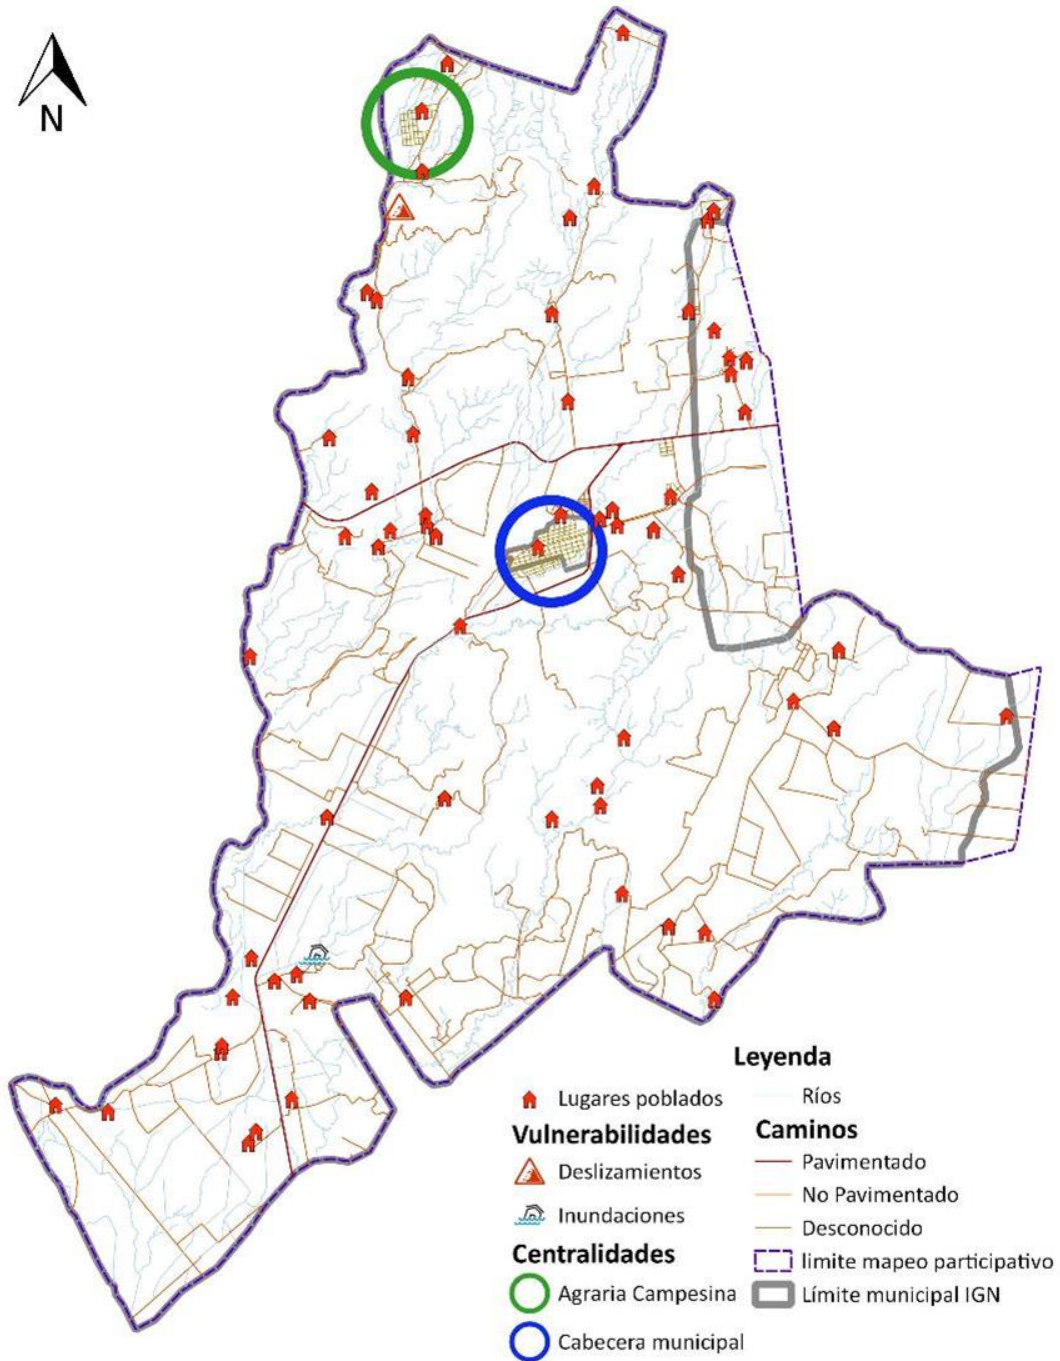 N
Leyenda
Lugares poblados
Ríos
Vulnerabilidades
Caminos
Deslizamientos
Pavimentado
No Pavimentado
Inundaciones
Desconocido
Centralidades
limite mapeo participativo
Agraria Campesina
Límite municipal IGN
Cabecera municipal